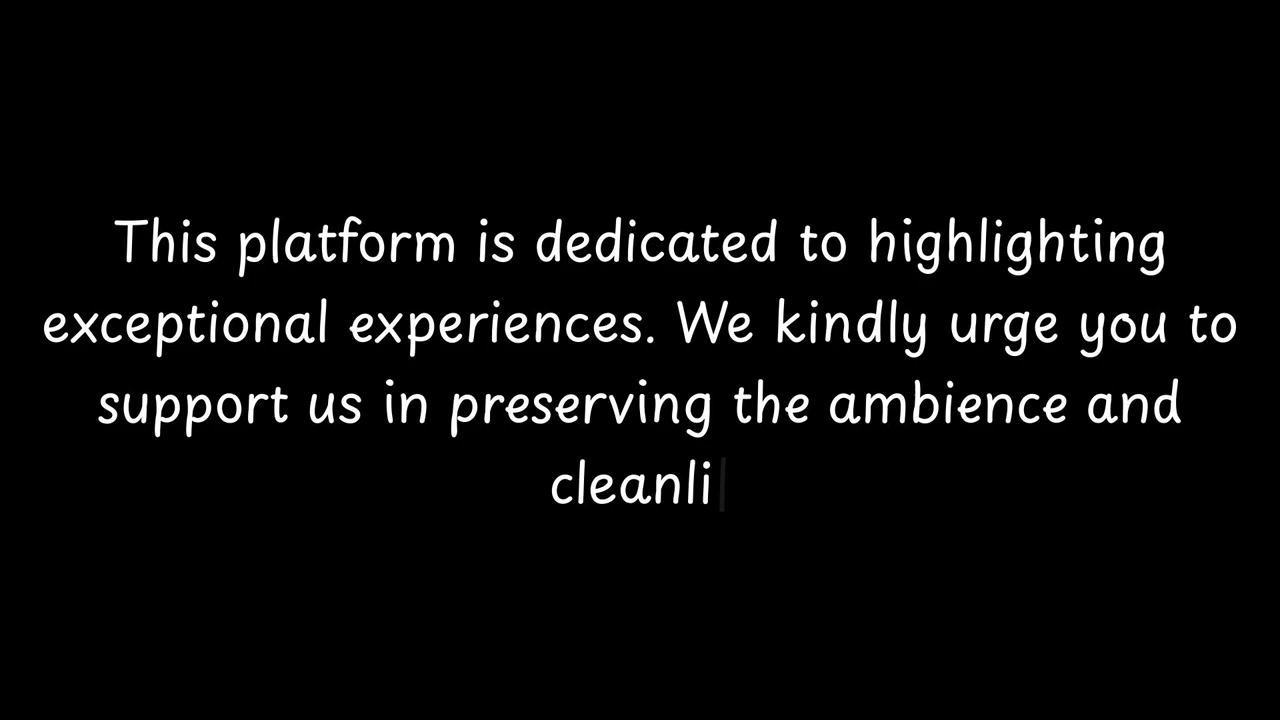 This platform is dedicated to highlighting
exceptional experiences. We kindly urge you to
support us in preserving the ambience and
cleanli